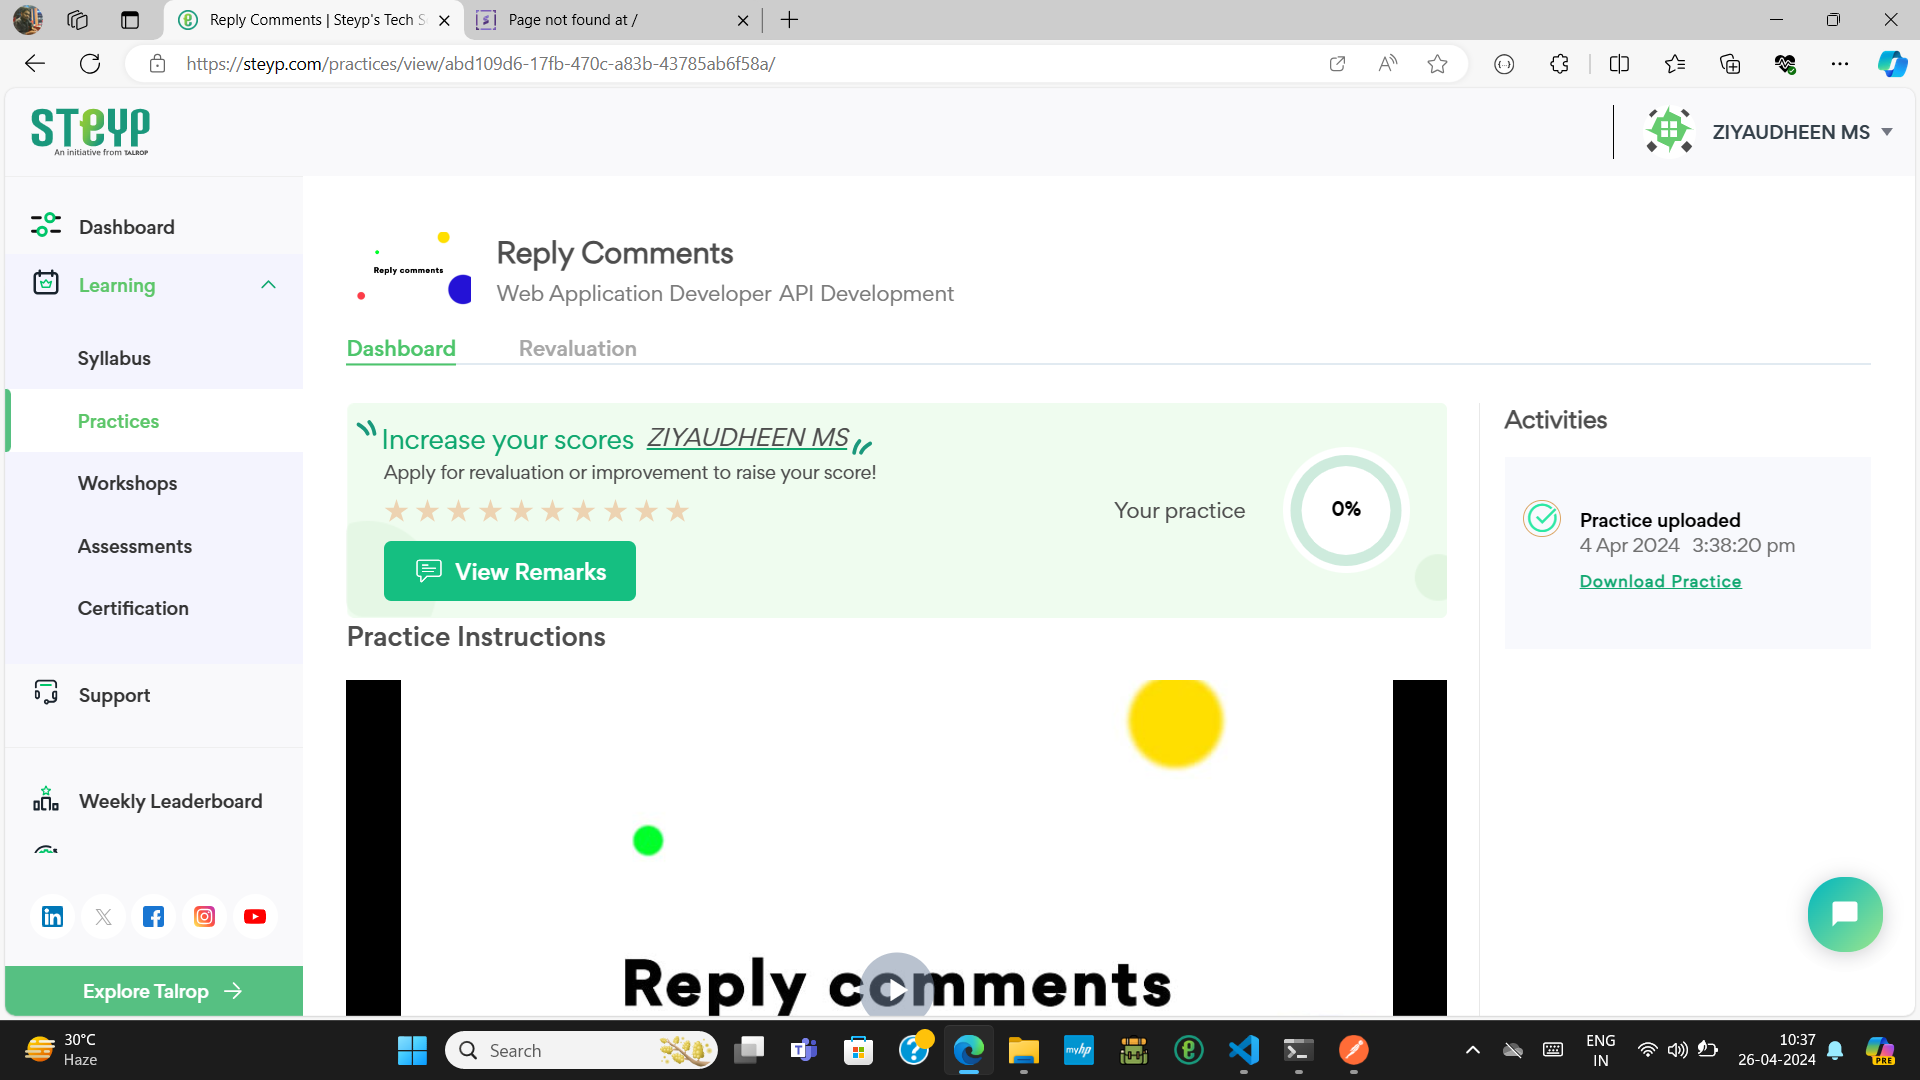 Reply Comments | Steyp's Tech S
Page not found at /
https://steyp.com/practices/view/abd109d6-17fb-470c-a83b-43785ab6f58a/
STEYP
An initiative from TALROP
ZIYAUDHEEN MS
Dashboard
Learning
Syllabus
Practices
Workshops
Assessments
Certification
Support
Weekly Leaderboard
Explore Talrop
Reply comments
Reply Comments
Web Application Developer API Development
Dashboard
Revaluation
Increase your scores ZIYAUDHEEN MS
Apply for revaluation or improvement to raise your score!
View Remarks
Your practice
0%
Practice Instructions
Reply comments
Activities
Practice uploaded
4 Apr 2024 3:38:20 pm
Download Practice
30°C
Haze
Search
myhp
ENG
IN
10:37
26-04-2024
PRE